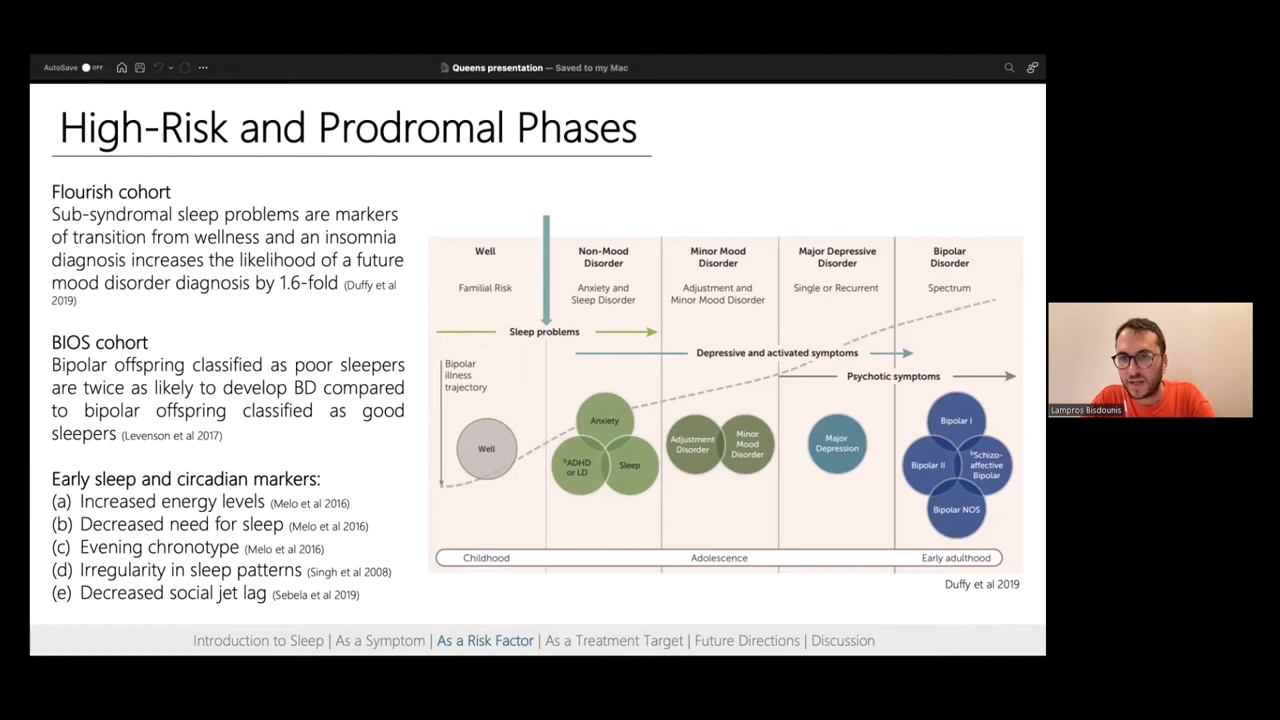 AutoSave OFF
Queens presentation — Saved to my Mac
High-Risk and Prodromal Phases
Flourish cohort
Sub-syndromal sleep problems are markers
of transition from wellness and an insomnia
diagnosis increases the likelihood of a future
mood disorder diagnosis by 1.6-fold (Duffy et al
2019)
BIOS cohort
Bipolar offspring classified as poor sleepers
are twice as likely to develop BD compared
to bipolar offspring classified as good
sleepers (Levenson et al 2017)
Early sleep and circadian markers:
(a) Increased energy levels (Melo et al 2016)
(b) Decreased need for sleep (Melo et al 2016)
(c) Evening chronotype (Melo et al 2016)
(d) Irregularity in sleep patterns (Singh et al 2008)
(e) Decreased social jet lag (Sebela et al 2019)
Well
Familial Risk
Non-Mood
Disorder
Anxiety and
Sleep Disorder
Minor Mood
Disorder
Adjustment and
Minor Mood Disorder
Major Depressive
Disorder
Single or Recurrent
Bipolar
Disorder
Spectrum
Sleep problems
Depressive and activated symptoms
Psychotic symptoms
Bipolar
illness
trajectory
Well
Anxiety
ᵇADHD
or LD
Sleep
Adjustment
Disorder
Minor
Mood
Disorder
Major
Depression
Bipolar I
Bipolar II
ᵇSchizo-
affective
Bipolar
Bipolar NOS
Childhood
Adolescence
Early adulthood
Duffy et al 2019
Introduction to Sleep | As a Symptom | As a Risk Factor | As a Treatment Target | Future Directions | Discussion
Lampros Bisdounis